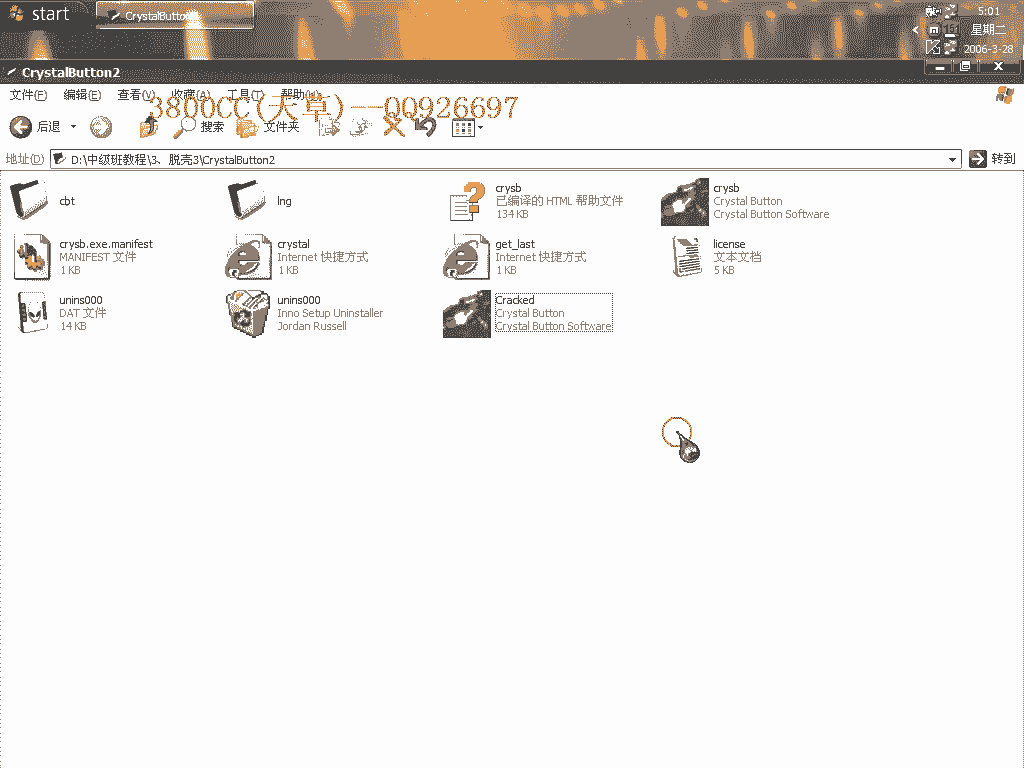 start
CrystalButton2
5:01
星期二
2006-3-28
CrystalButton2
文件(F) 编辑(E) 查看(V) 收藏(A) 工具(T) 帮助(H)
3800CC(天草)--QQ926697
后退 搜索 文件夹
地址(D) D:\中级班教程\3、脱壳3\CrystalButton2 转到
cbt
lng
crysb
已编译的 HTML 帮助文件
134 KB
crysb
Crystal Button
Crystal Button Software
crysb.exe.manifest
MANIFEST 文件
1 KB
crystal
Internet 快捷方式
1 KB
get_last
Internet 快捷方式
1 KB
license
文本文档
5 KB
unins000
DAT 文件
14 KB
unins000
Inno Setup Uninstaller
Jordan Russell
Cracked
Crystal Button
Crystal Button Software